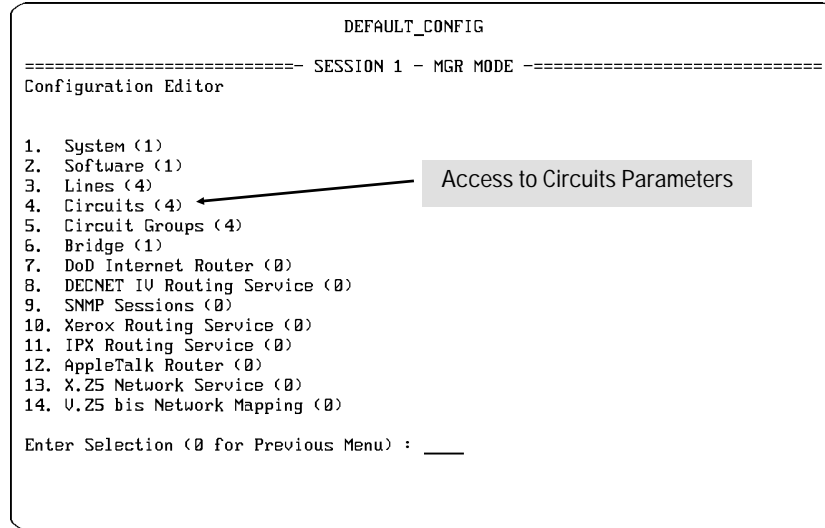 DEFAULT_CONFIG
===========================- SESSION 1 - MGR MODE -=============================
Configuration Editor
1. System (1)
2. Software (1)
3. Lines (4)
4. Circuits (4)
5. Circuit Groups (4)
6. Bridge (1)
7. DoD Internet Router (0)
8. DECNET IV Routing Service (0)
9. SNMP Sessions (0)
10. Xerox Routing Service (0)
11. IPX Routing Service (0)
12. AppleTalk Router (0)
13. X.25 Network Service (0)
14. V.25 bis Network Mapping (0)
Access to Circuits Parameters
Enter Selection (0 for Previous Menu) : ____